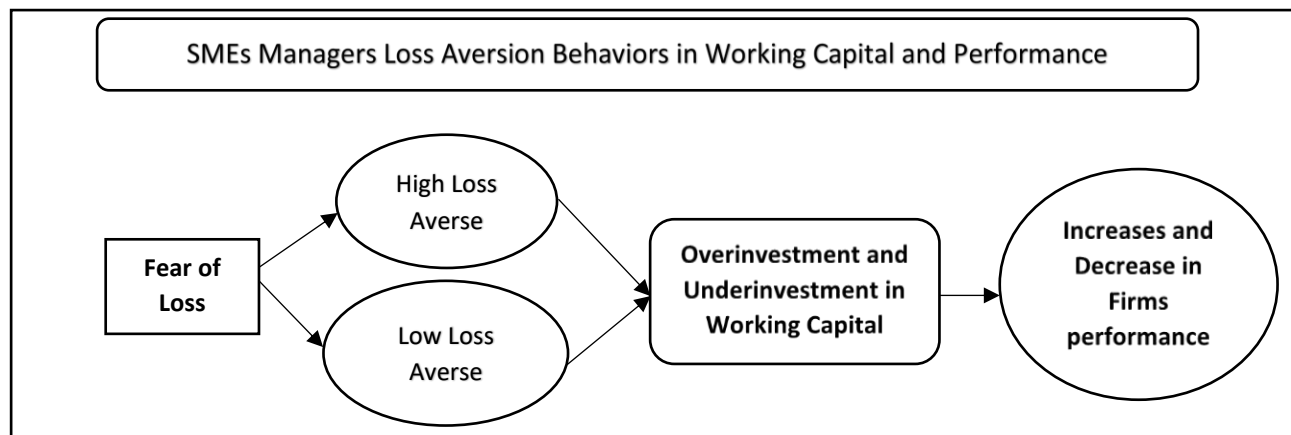 SMEs Managers Loss Aversion Behaviors in Working Capital and Performance
High Loss
Averse
Fear of
Loss
Low Loss
Averse
Overinvestment and
Underinvestment in
Working Capital
Increases and
Decrease in
Firms
performance